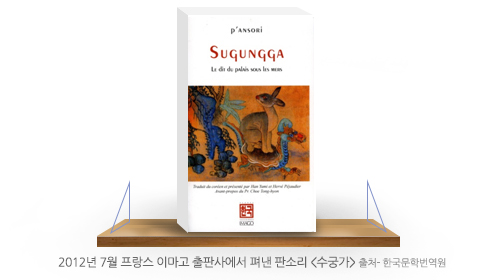 p'ansori
SUGUNGGA
LE DIT DU PALAIS SOUS LES MERS
Traduit du coréen et présenté par Han Yumi et Hervé Péjaudier
Avant-propos du Pr Choe Tong-hyon
IMAGO
2012년 7월 프랑스 이마고 출판사에서 펴낸 판소리 <수궁가> 출처- 한국문학번역원